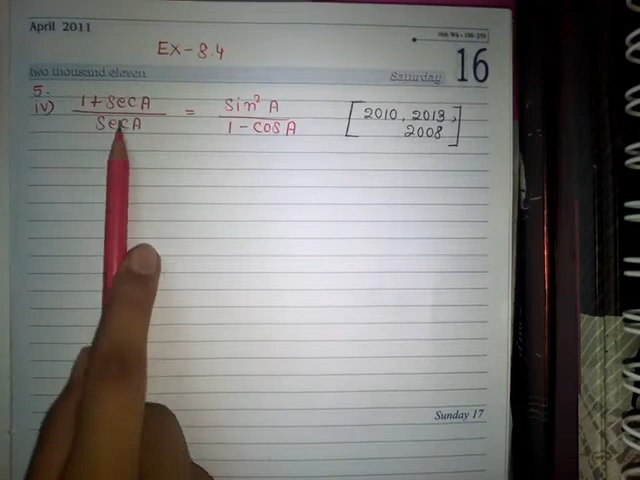 April 2011
Ex-8.4
16
two thousand eleven
Saturday
5.
iv) 1+secA / secA = sin² A / 1-cosA [2010, 2013, 2008]
Sunday 17